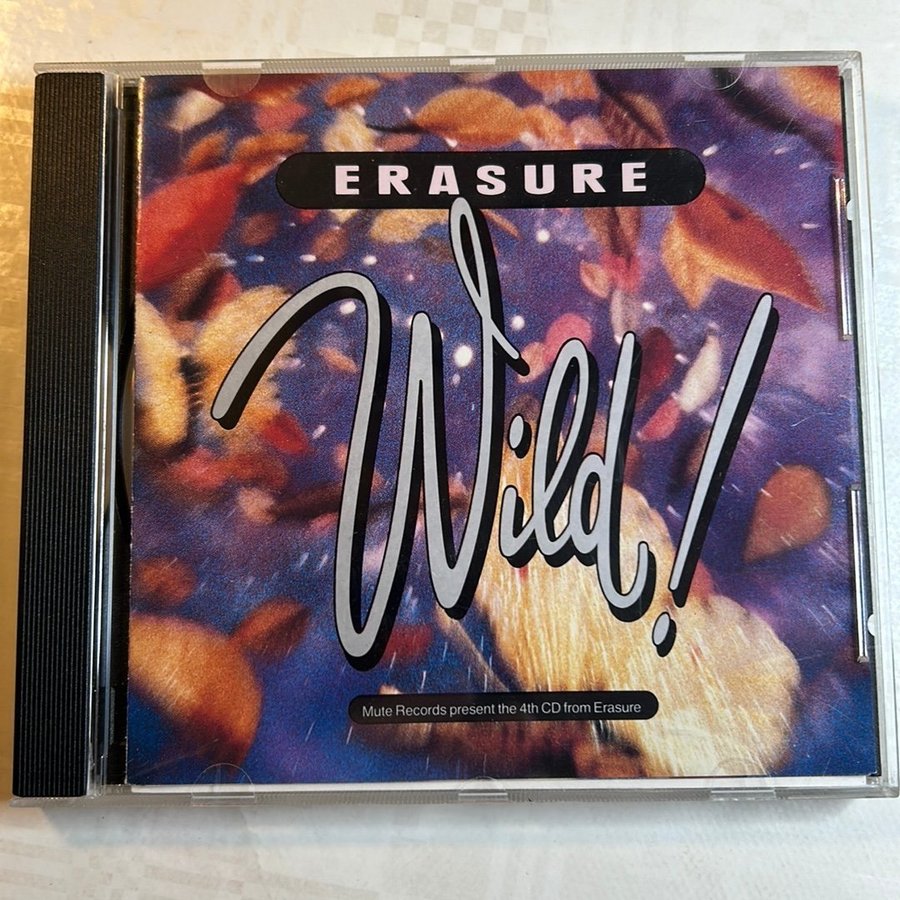 ERASURE
Wild!
Mute Records present the 4th CD from Erasure